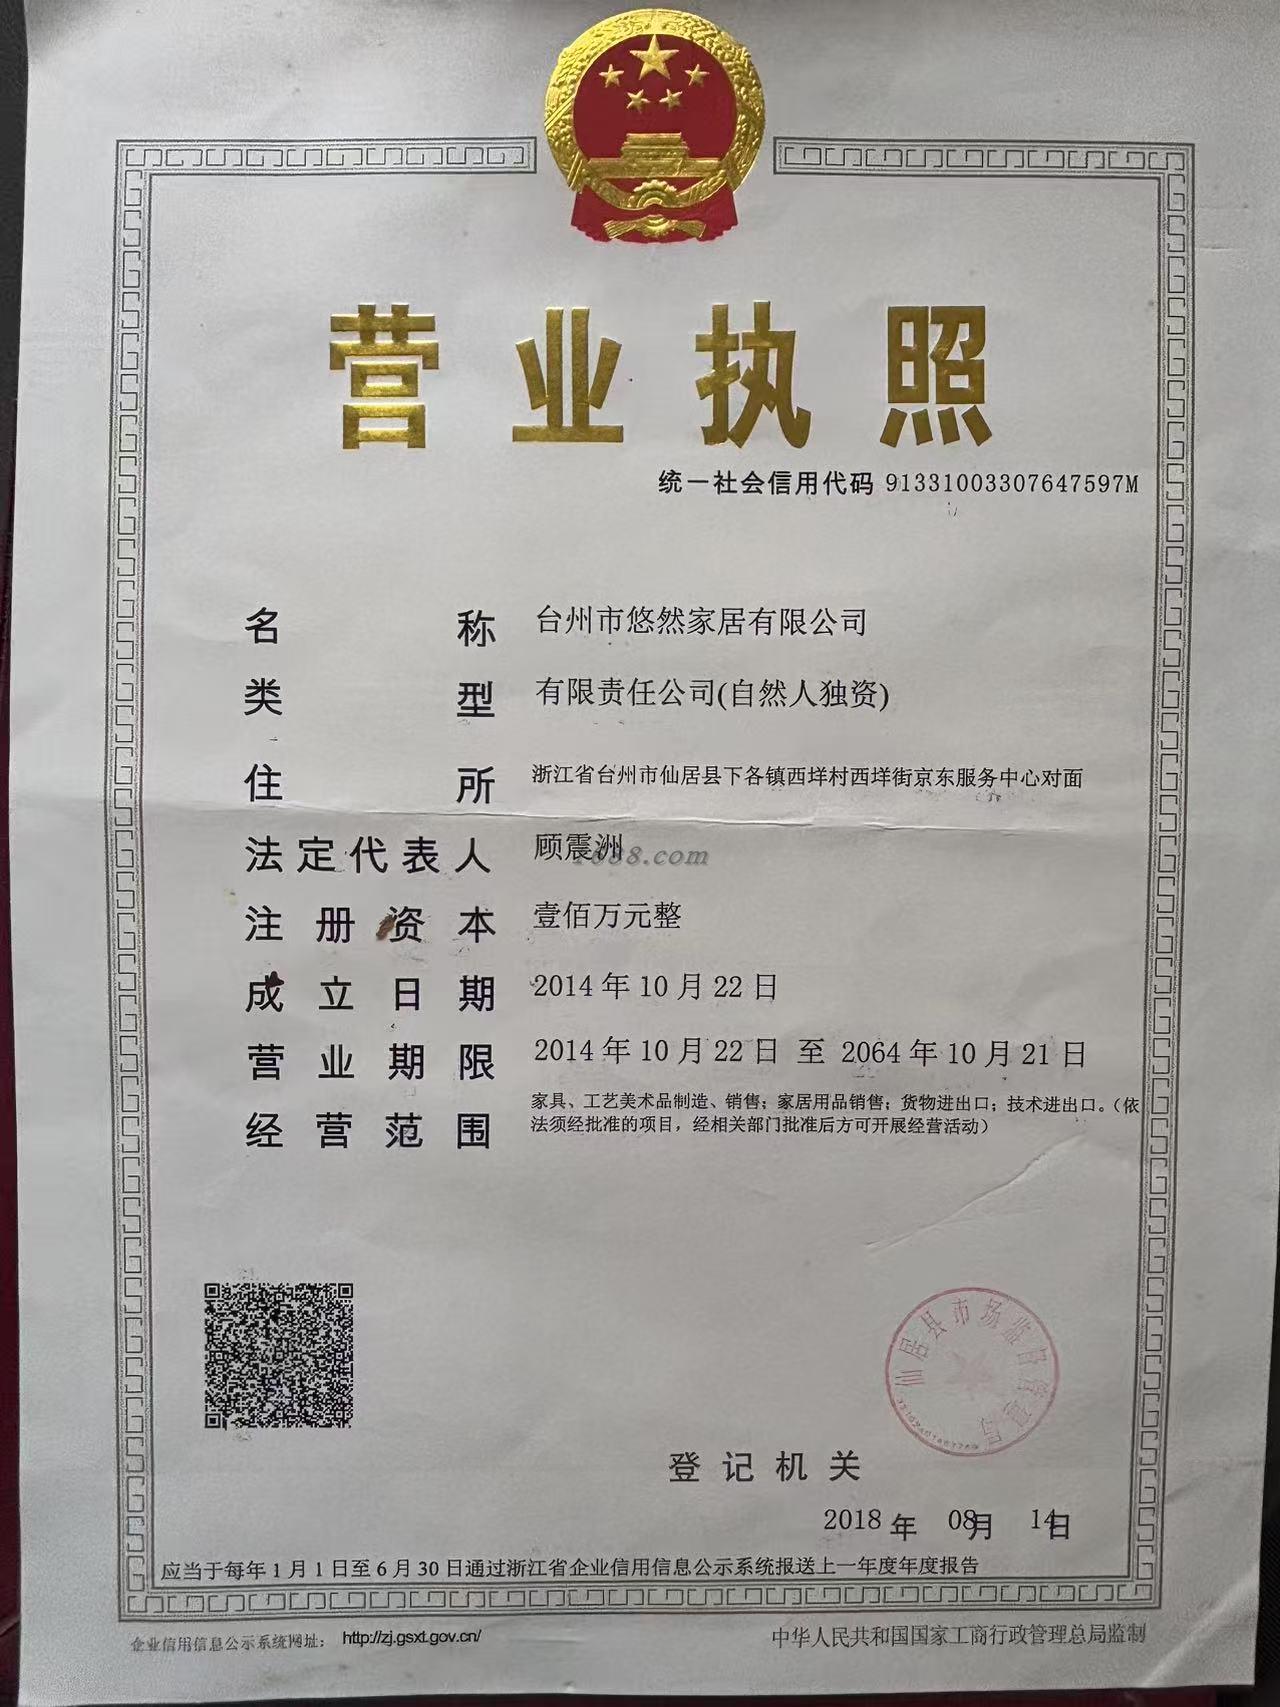 营业执照
统一社会信用代码 91331003307647597M
名称 台州市悠然家居有限公司
类型 有限责任公司(自然人独资)
住所 浙江省台州市仙居县下各镇西垟村西垟街京东服务中心对面
法定代表人 顾震洲
1688.com
注册资本 壹佰万元整
成立日期 2014年10月22日
营业期限 2014年10月22日 至 2064年10月21日
经营范围 家具、工艺美术品制造、销售；家居用品销售；货物进出口；技术进出口。（依
法须经批准的项目，经相关部门批准后方可开展经营活动）
仙居县市场监督管理局
登记机关
2018年 08月 14日
应当于每年1月1日至6月30日通过浙江省企业信用信息公示系统报送上一年度年度报告
企业信用信息公示系统网址： http://zj.gsxt.gov.cn/
中华人民共和国国家工商行政管理总局监制